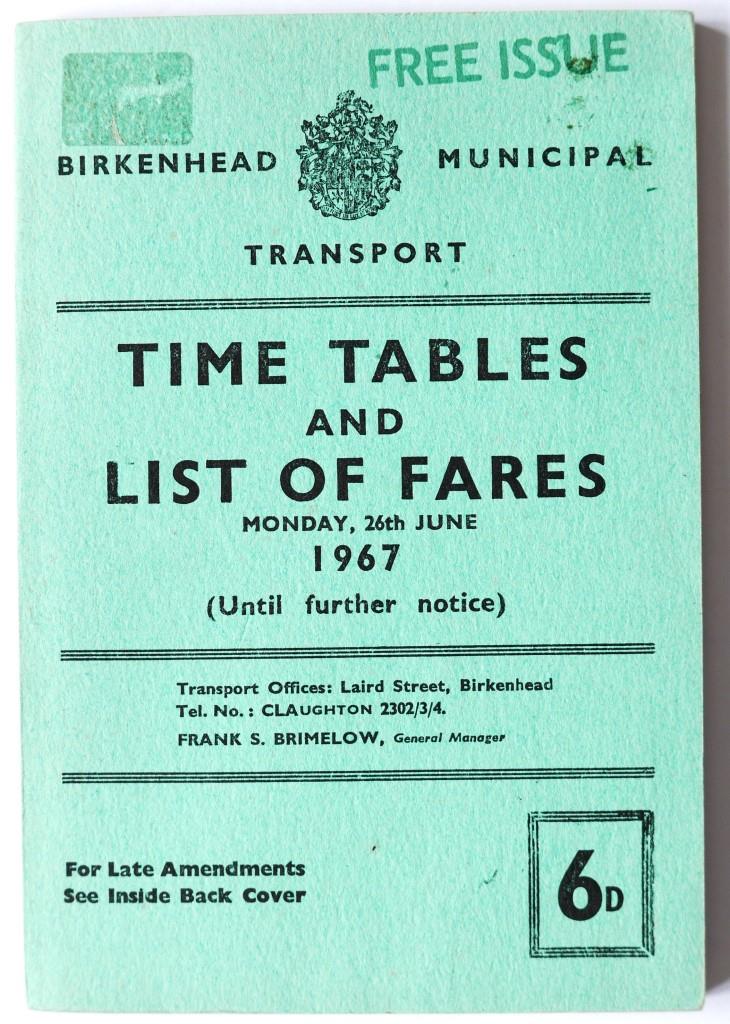 FREE ISSUE
BIRKENHEAD MUNICIPAL
TRANSPORT
TIME TABLES
AND
LIST OF FARES
MONDAY, 26th JUNE
1967
(Until further notice)
Transport Offices: Laird Street, Birkenhead
Tel. No.: CLAUGHTON 2302/3/4.
FRANK S. BRIMELOW, General Manager
For Late Amendments
See Inside Back Cover
6D